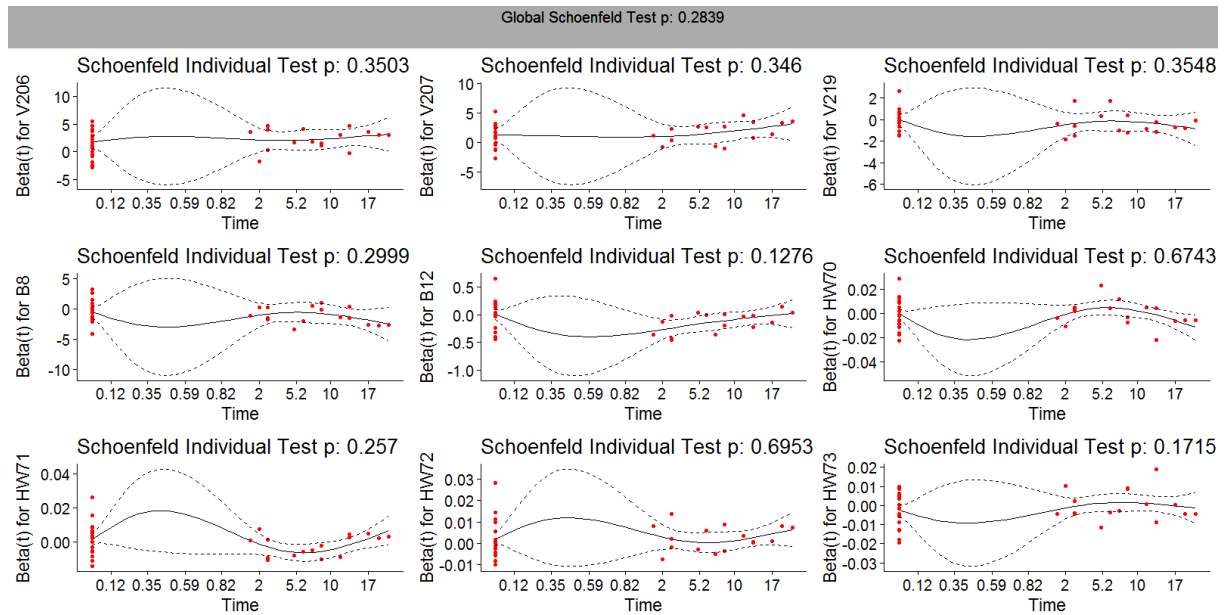 Global Schoenfeld Test p: 0.2839
Schoenfeld Individual Test p: 0.3503
Beta(t) for V206
10
5
0
-5
0.12 0.35 0.59 0.82 2 5.2 10 17
Time
Schoenfeld Individual Test p: 0.346
Beta(t) for V207
10
5
0
-5
0.12 0.35 0.59 0.82 2 5.2 10 17
Time
Schoenfeld Individual Test p: 0.3548
Beta(t) for V219
2
0
-2
-4
-6
0.12 0.35 0.59 0.82 2 5.2 10 17
Time
Schoenfeld Individual Test p: 0.2999
Beta(t) for B8
5
0
-5
-10
0.12 0.35 0.59 0.82 2 5.2 10 17
Time
Schoenfeld Individual Test p: 0.1276
Beta(t) for B12
0.5
0.0
-0.5
-1.0
0.12 0.35 0.59 0.82 2 5.2 10 17
Time
Schoenfeld Individual Test p: 0.6743
Beta(t) for HW70
0.02
0.00
-0.02
-0.04
0.12 0.35 0.59 0.82 2 5.2 10 17
Time
Schoenfeld Individual Test p: 0.257
Beta(t) for HW71
0.04
0.02
0.00
0.12 0.35 0.59 0.82 2 5.2 10 17
Time
Schoenfeld Individual Test p: 0.6953
Beta(t) for HW72
0.03
0.02
0.01
0.00
-0.01
0.12 0.35 0.59 0.82 2 5.2 10 17
Time
Schoenfeld Individual Test p: 0.1715
Beta(t) for HW73
0.02
0.01
0.00
-0.01
-0.02
-0.03
0.12 0.35 0.59 0.82 2 5.2 10 17
Time